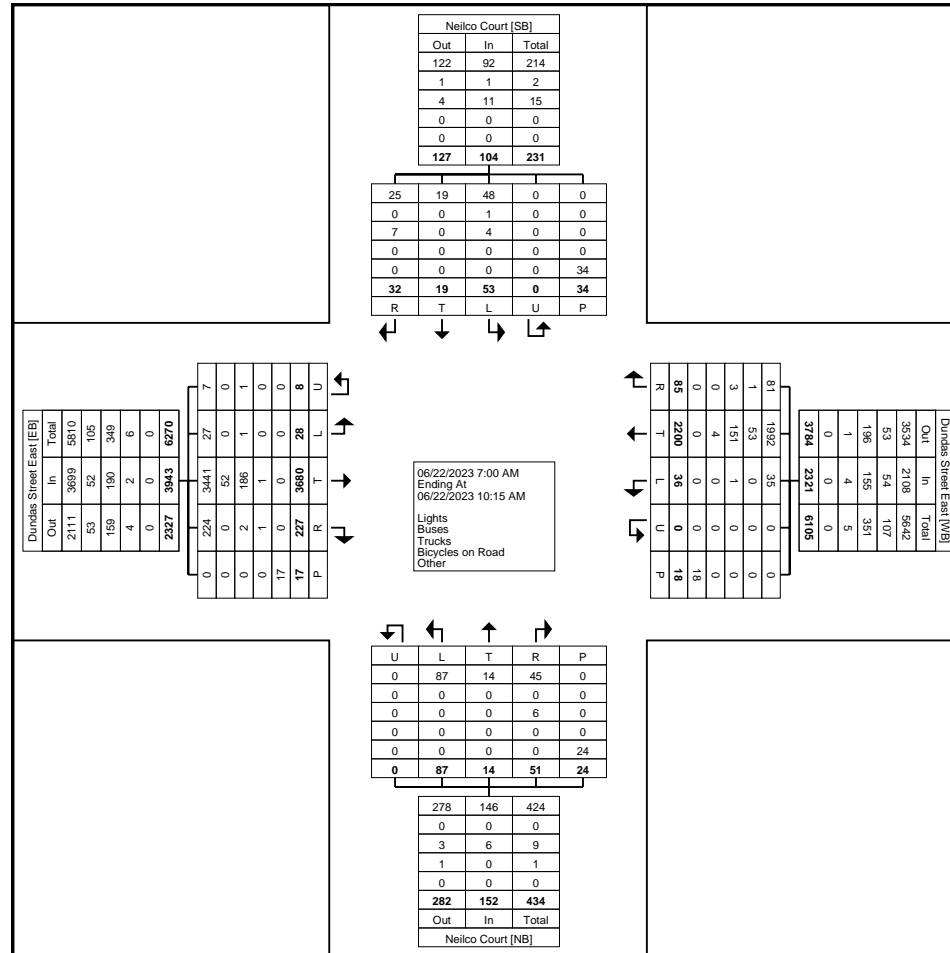 Neilco Court [SB]
Out In Total
122 92 214
1 1 2
4 11 15
0 0 0
0 0 0
127 104 231
25 19 48 0 0
0 0 1 0 0
7 0 4 0 0
0 0 0 0 0
0 0 0 0 34
32 19 53 0 34
R T L U P
Dundas Street East [EB]
Out In Total
2111 3699 5810
53 52 105
159 190 349
4 2 6
0 0 0
2327 3943 6270
0 224 3441 27 7
0 0 52 0 0
0 2 186 1 1
0 1 1 0 0
17 0 0 0 0
17 227 3680 28 8
P R T L U
06/22/2023 7:00 AM
Ending At
06/22/2023 10:15 AM
Lights
Buses
Trucks
Bicycles on Road
Other
Dundas Street East [WB]
Out In Total
3534 2108 5642
53 54 107
196 155 351
1 4 5
0 0 0
3784 2321 6105
81 1992 35 0 0
1 53 0 0 0
3 151 1 0 0
0 4 0 0 0
0 0 0 0 18
85 2200 36 0 18
R T L U P
U L T R P
0 87 14 45 0
0 0 0 0 0
0 0 0 6 0
0 0 0 0 0
0 0 0 0 24
0 87 14 51 24
278 146 424
0 0 0
3 6 9
1 0 1
0 0 0
282 152 434
Out In Total
Neilco Court [NB]